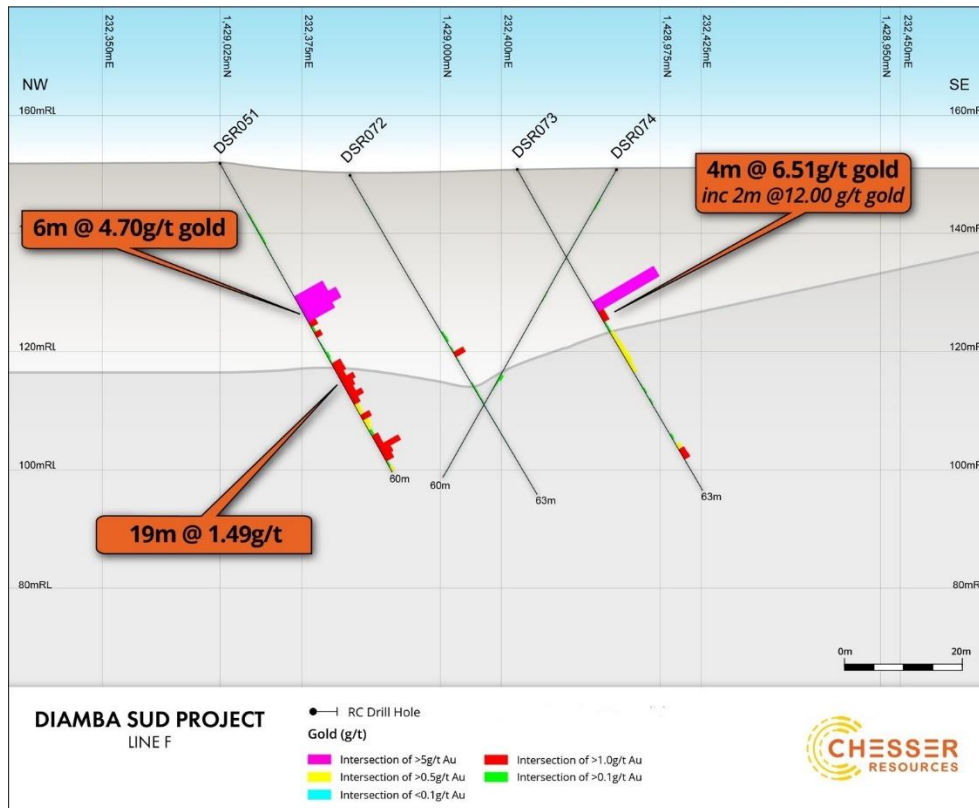 232,350mE
1,429,025mN
232,375mE
1,429,000mN
232,400mE
1,428,975mN
232,425mE
1,428,950mN
232,450mE
NW
SE
160mRL
160mRL
DSR051
DSR072
DSR073
DSR074
4m @ 6.51g/t gold
inc 2m @12.00 g/t gold
6m @ 4.70g/t gold
140mRL
120mRL
120mRL
19m @ 1.49g/t
100mRL
100mRL
60m
60m
63m
63m
80mRL
80mRL
0m
20m
DIAMBA SUD PROJECT
LINE F
RC Drill Hole
Gold (g/t)
Intersection of >5g/t Au
Intersection of >1.0g/t Au
Intersection of >0.5g/t Au
Intersection of >0.1g/t Au
Intersection of <0.1g/t Au
CHESSER
RESOURCES